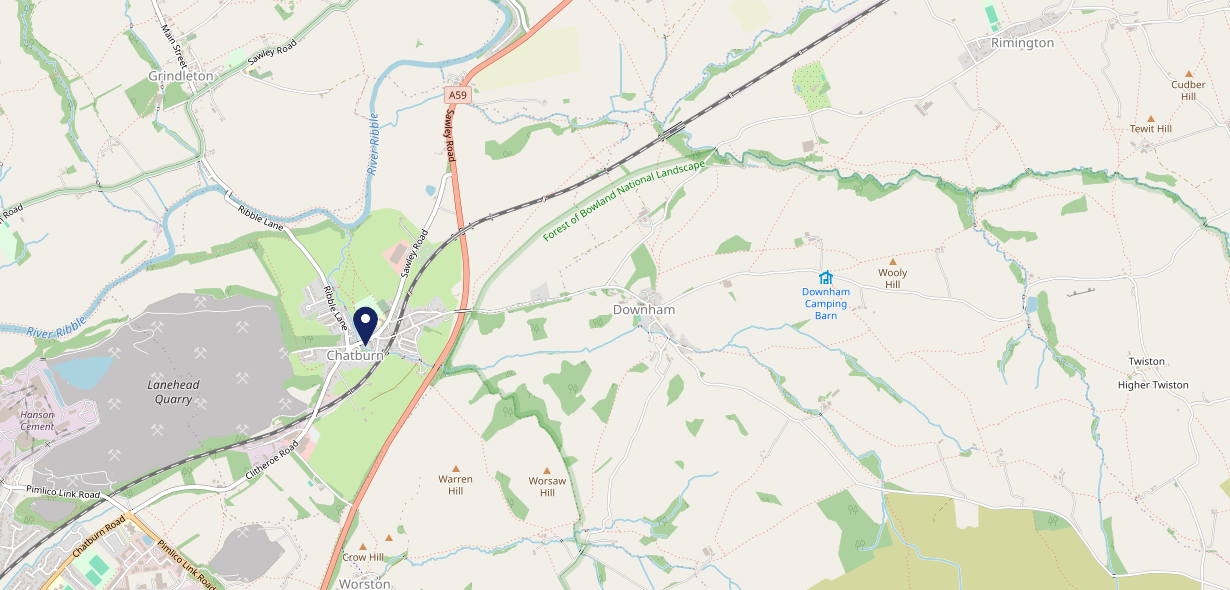 Main Street
Sawley Road
Grindleton
Rimington
Cudber
Hill
A59
Tewit Hill
River Ribble
Sawley Road
Forest of Bowland National Landscape
Road
Ribble Lane
Sawley Road
Wooly
Hill
Downham
Camping
Barn
Ribble Lane
Downham
River Ribble
Chatburn
Twiston
Higher Twiston
Lanehead
Quarry
Hanson
Cement
Clitheroe Road
Warren
Hill
Worsaw
Hill
Pimlico Link Road
Chatburn Road
Pimlico Link Road
Crow Hill
Worston